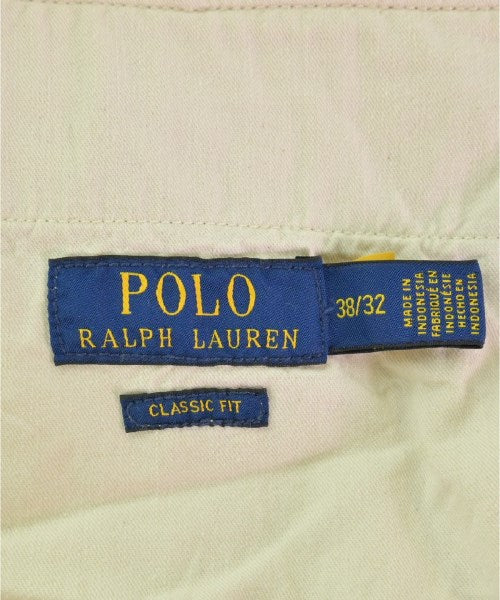 POLO
RALPH LAUREN
38/32
MADE IN
INDONESIA
FABRIQUÉ EN
INDONÉSIE
HECHO EN
INDONESIA
CLASSIC FIT